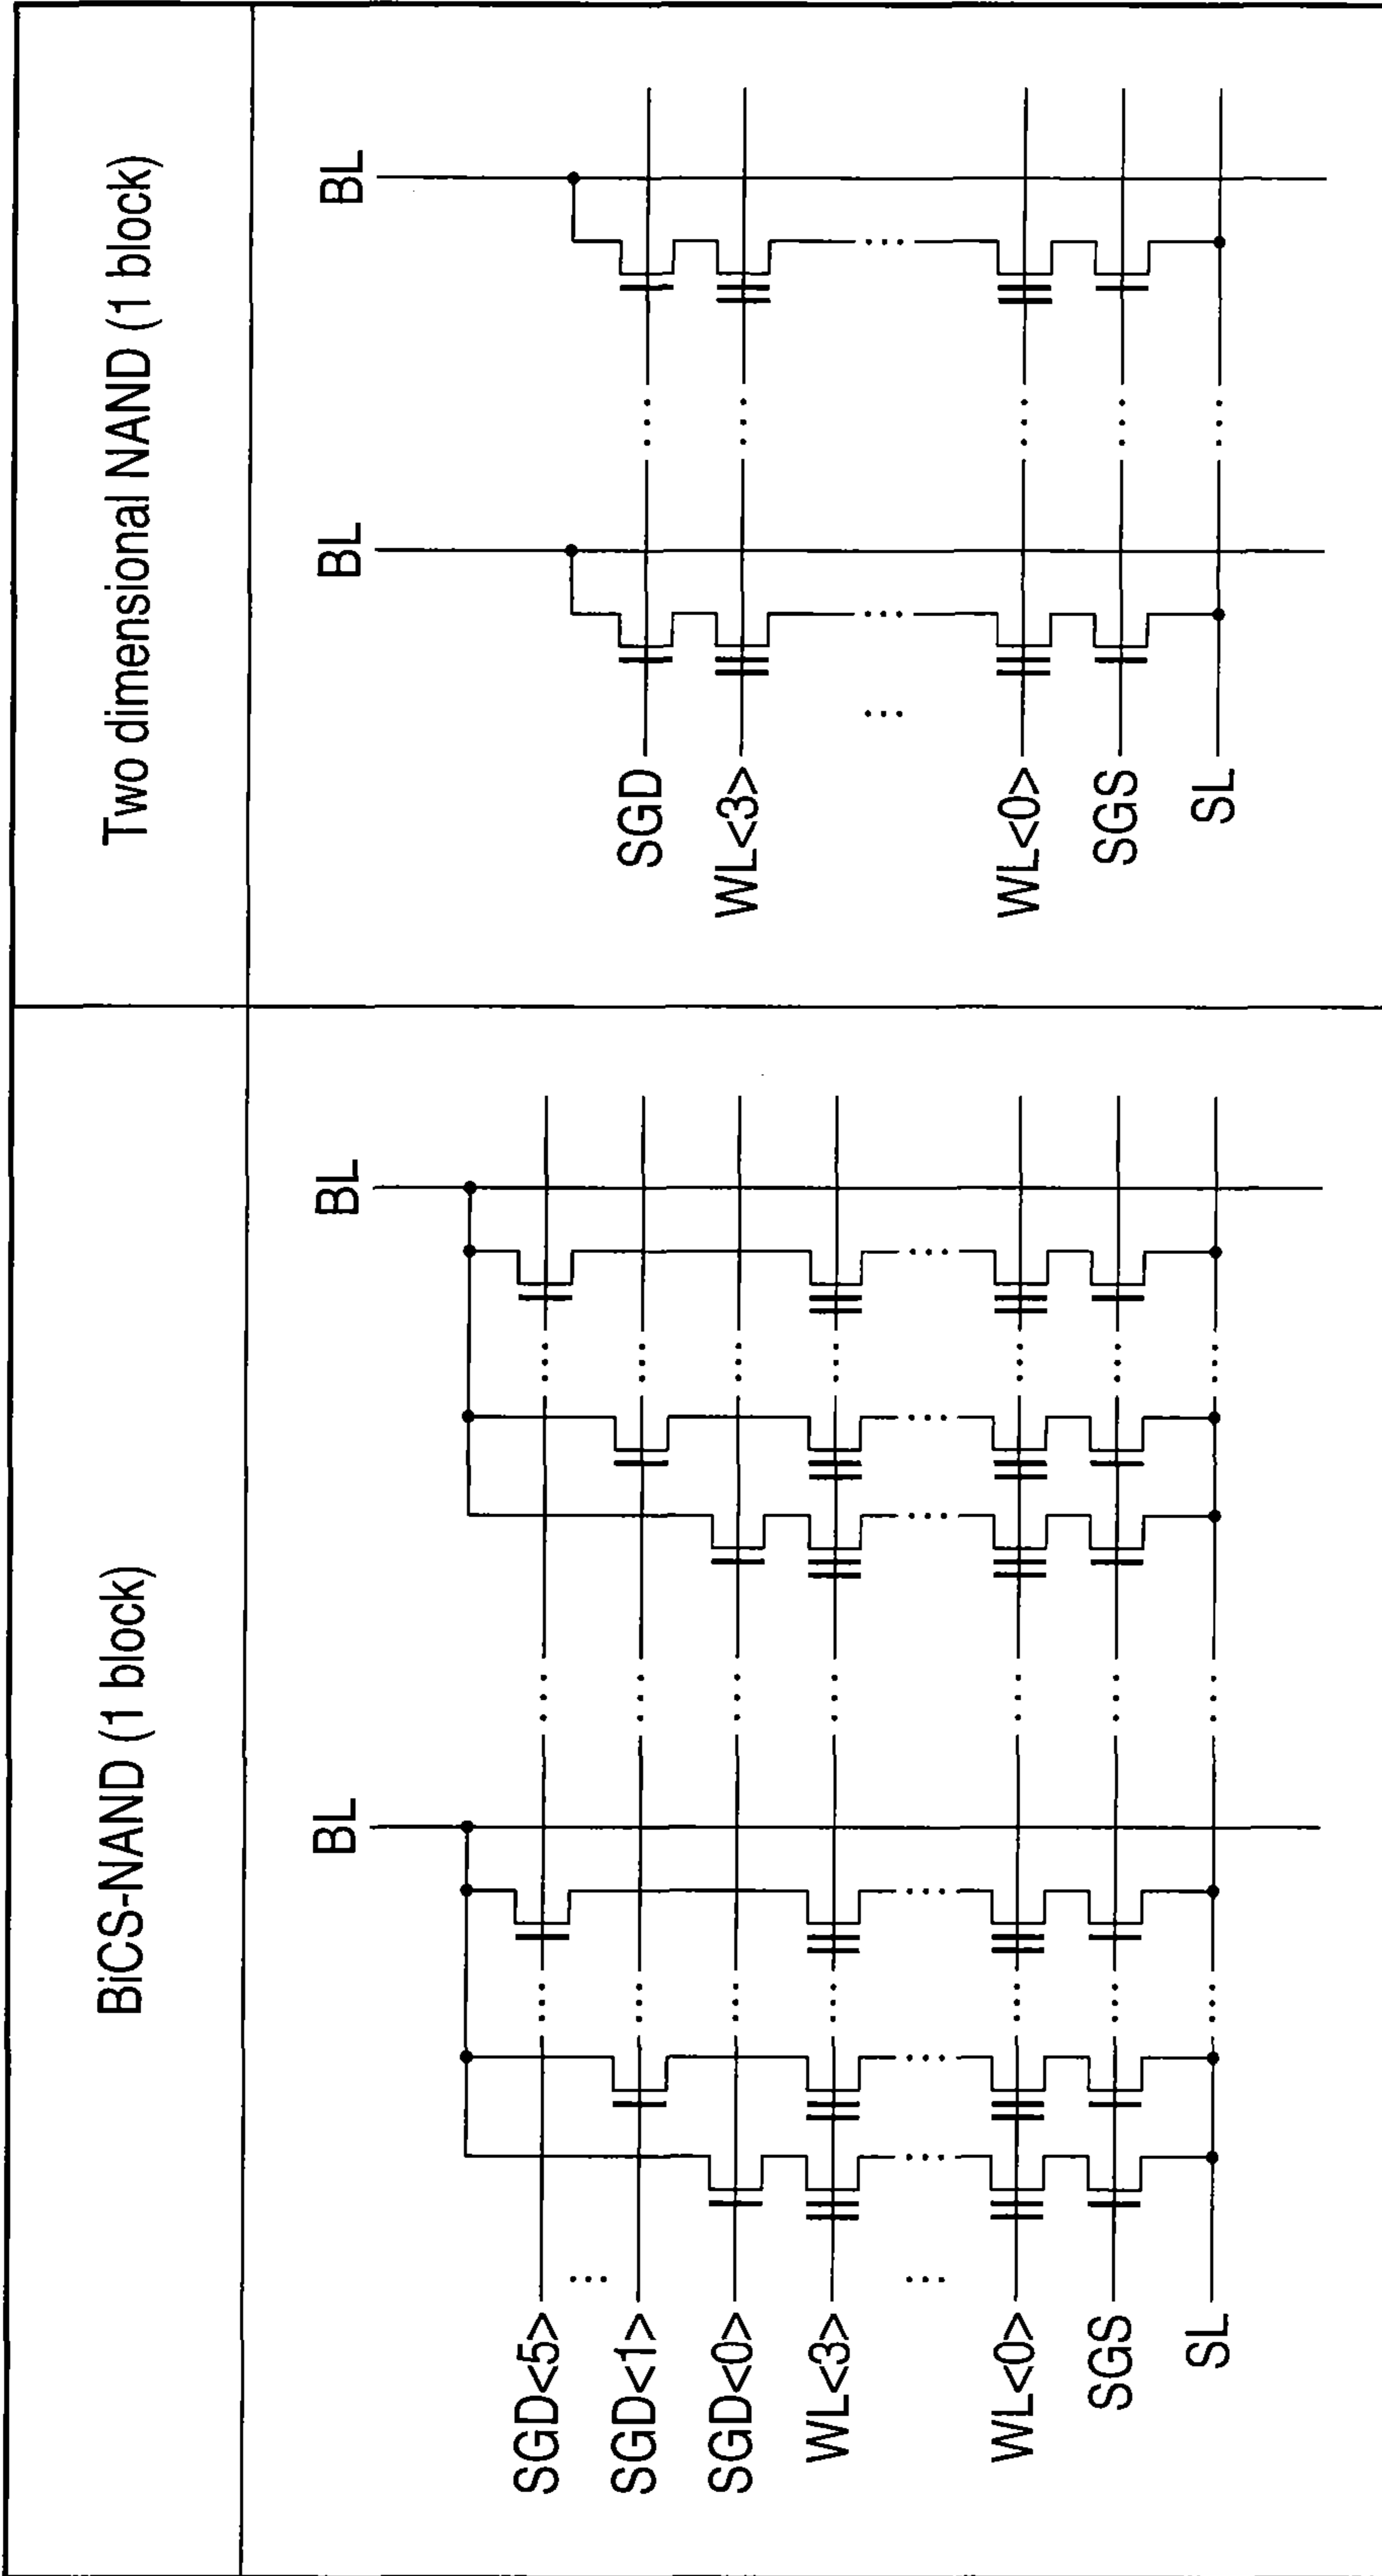 BiCS-NAND (1 block)
BL
BL
SGD<5>
...
SGD<1>
SGD<0>
WL<3>
...
WL<0>
SGS
SL
Two dimensional NAND (1 block)
BL
BL
SGD
WL<3>
...
WL<0>
SGS
SL